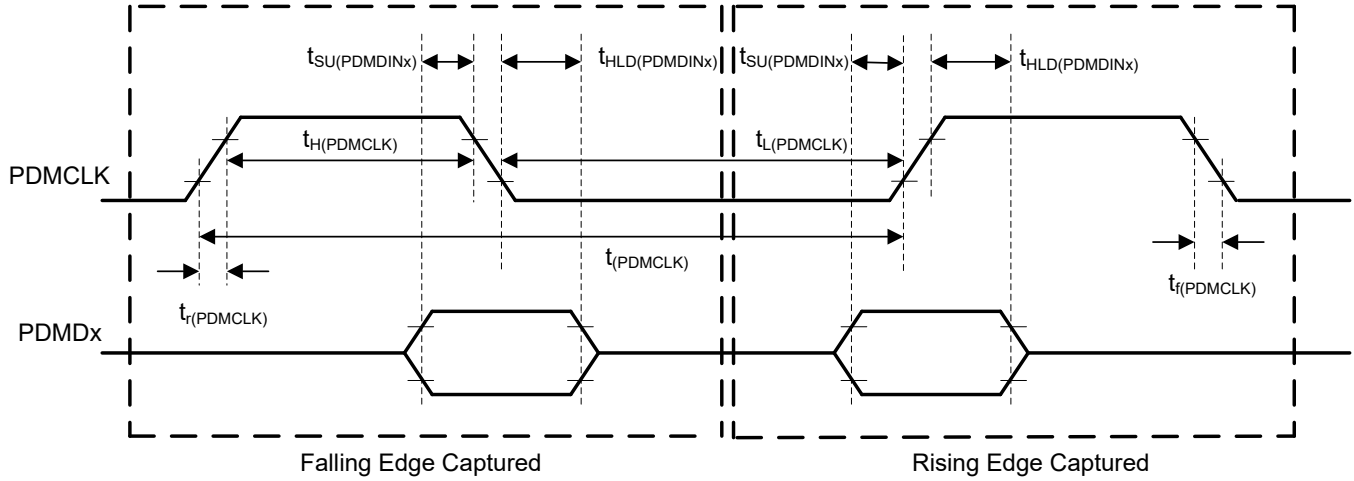 tSU(PDMDINx) tHLD(PDMDINx) tSU(PDMDINx) tHLD(PDMDINx)
tH(PDMCLK) tL(PDMCLK)
PDMCLK
t(PDMCLK)
tr(PDMCLK) tf(PDMCLK)
PDMDx
Falling Edge Captured Rising Edge Captured